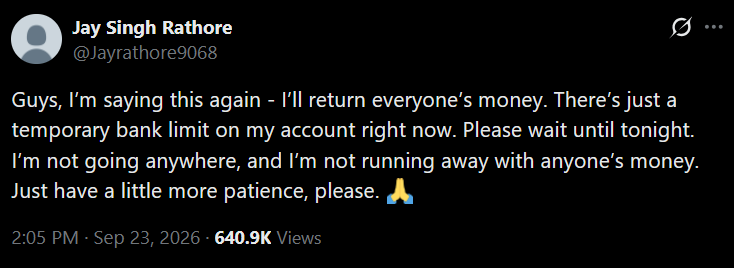 Jay Singh Rathore
@Jayrathore9068
Guys, I’m saying this again - I’ll return everyone’s money. There’s just a
temporary bank limit on my account right now. Please wait until tonight.
I’m not going anywhere, and I’m not running away with anyone’s money.
Just have a little more patience, please. 🙏
2:05 PM · Sep 23, 2026 · 640.9K Views